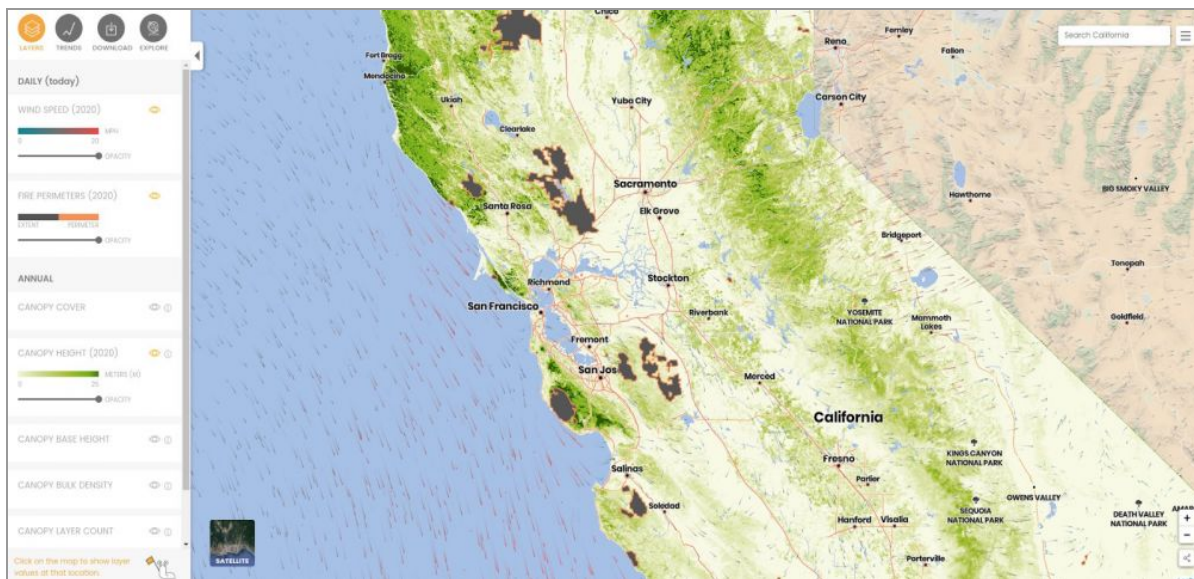 LAYERS TRENDS DOWNLOAD EXPLORE
DAILY (today)
WIND SPEED (2020)
MPH
0 20
OPACITY
FIRE PERIMETERS (2020)
EXTENT PERIMETER
OPACITY
ANNUAL
CANOPY COVER
CANOPY HEIGHT (2020)
METERS (M)
0 25
OPACITY
CANOPY BASE HEIGHT
CANOPY BULK DENSITY
CANOPY LAYER COUNT
Click on the map to show layer
values at that location.
SATELLITE
Search California
Chico
Fort Bragg
Mendocino
Ukiah
Clearlake
Yuba City
Reno
Fernley
Fallon
Carson City
Sacramento
Santa Rosa
Elk Grove
Hawthorne
BIG SMOKY VALLEY
Bridgeport
Tonopah
Goldfield
Richmond
Stockton
San Francisco
Riverbank
YOSEMITE
NATIONAL PARK
Mammoth
Lakes
Fremont
San Jos
Merced
California
Salinas
Soledad
Fresno
Parlier
KINGS CANYON
NATIONAL PARK
OWENS VALLEY
SEQUOIA
NATIONAL PARK
DEATH VALLEY
NATIONAL PARK
AMAR
Hanford
Visalia
Porterville
+
−